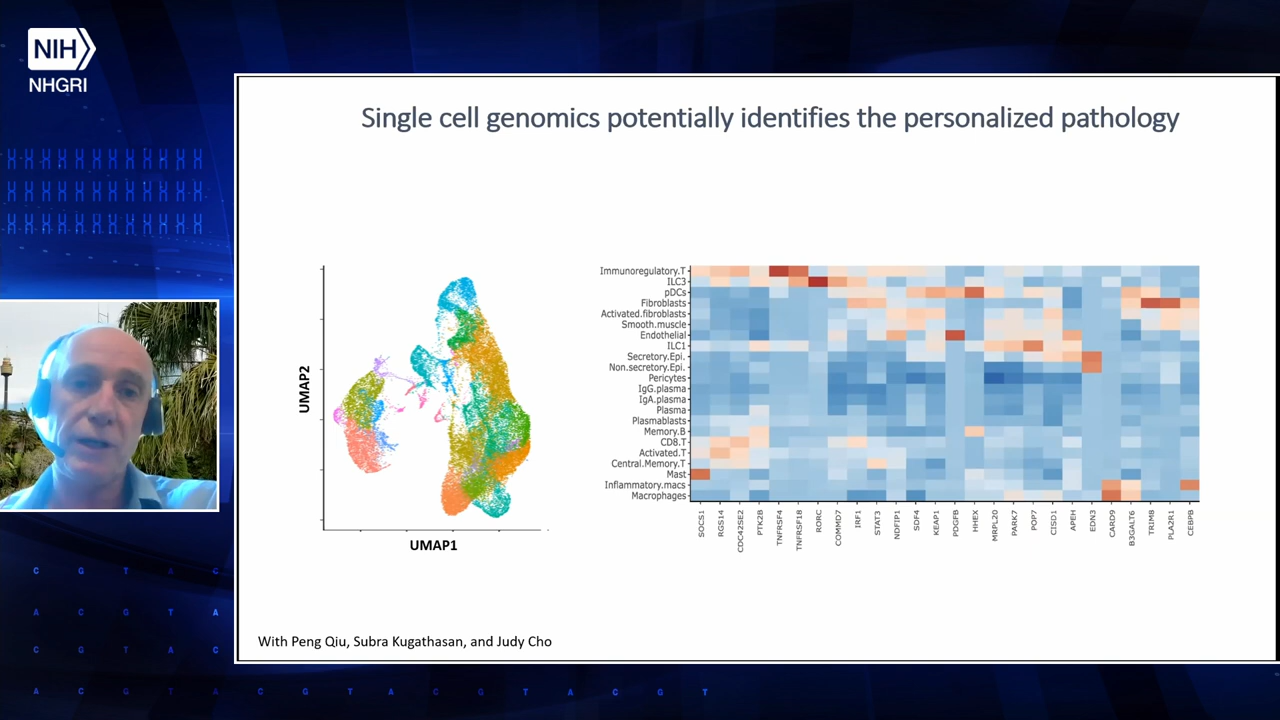 NIH
NHGRI
Single cell genomics potentially identifies the personalized pathology
UMAP2
UMAP1
Immunoregulatory.T
ILC3
pDCs
Fibroblasts
Activated.fibroblasts
Smooth.muscle
Endothelial
ILC1
Secretory.Epi.
Non.secretory.Epi.
Pericytes
IgG.plasma
IgA.plasma
Plasma
Plasmablasts
Memory.B
CD8.T
Activated.T
Central.Memory.T
Mast
Inflammatory.macs
Macrophages
SOCS1
RGS14
CDC42SE2
PTK2B
TNFRSF4
TNFRSF18
RORC
COMMD7
IRF1
STAT3
NDFIP1
SDF4
KEAP1
PDGFB
HHEX
MRPL20
PARK7
POP7
CISD1
APEH
EDN3
CARD9
B3GALT6
TRIM8
PLA2R1
CEBPB
With Peng Qiu, Subra Kugathasan, and Judy Cho
C G T A C
A C G T A
C G T A C
A C G T A C G T A C G T A C G T